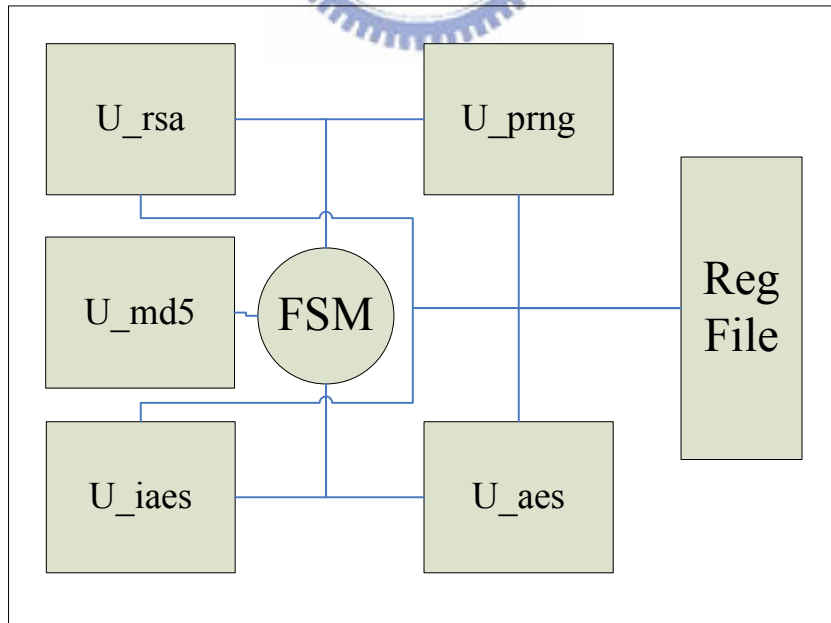 U_rsa
U_prng
U_md5
FSM
Reg
File
U_iaes
U_aes